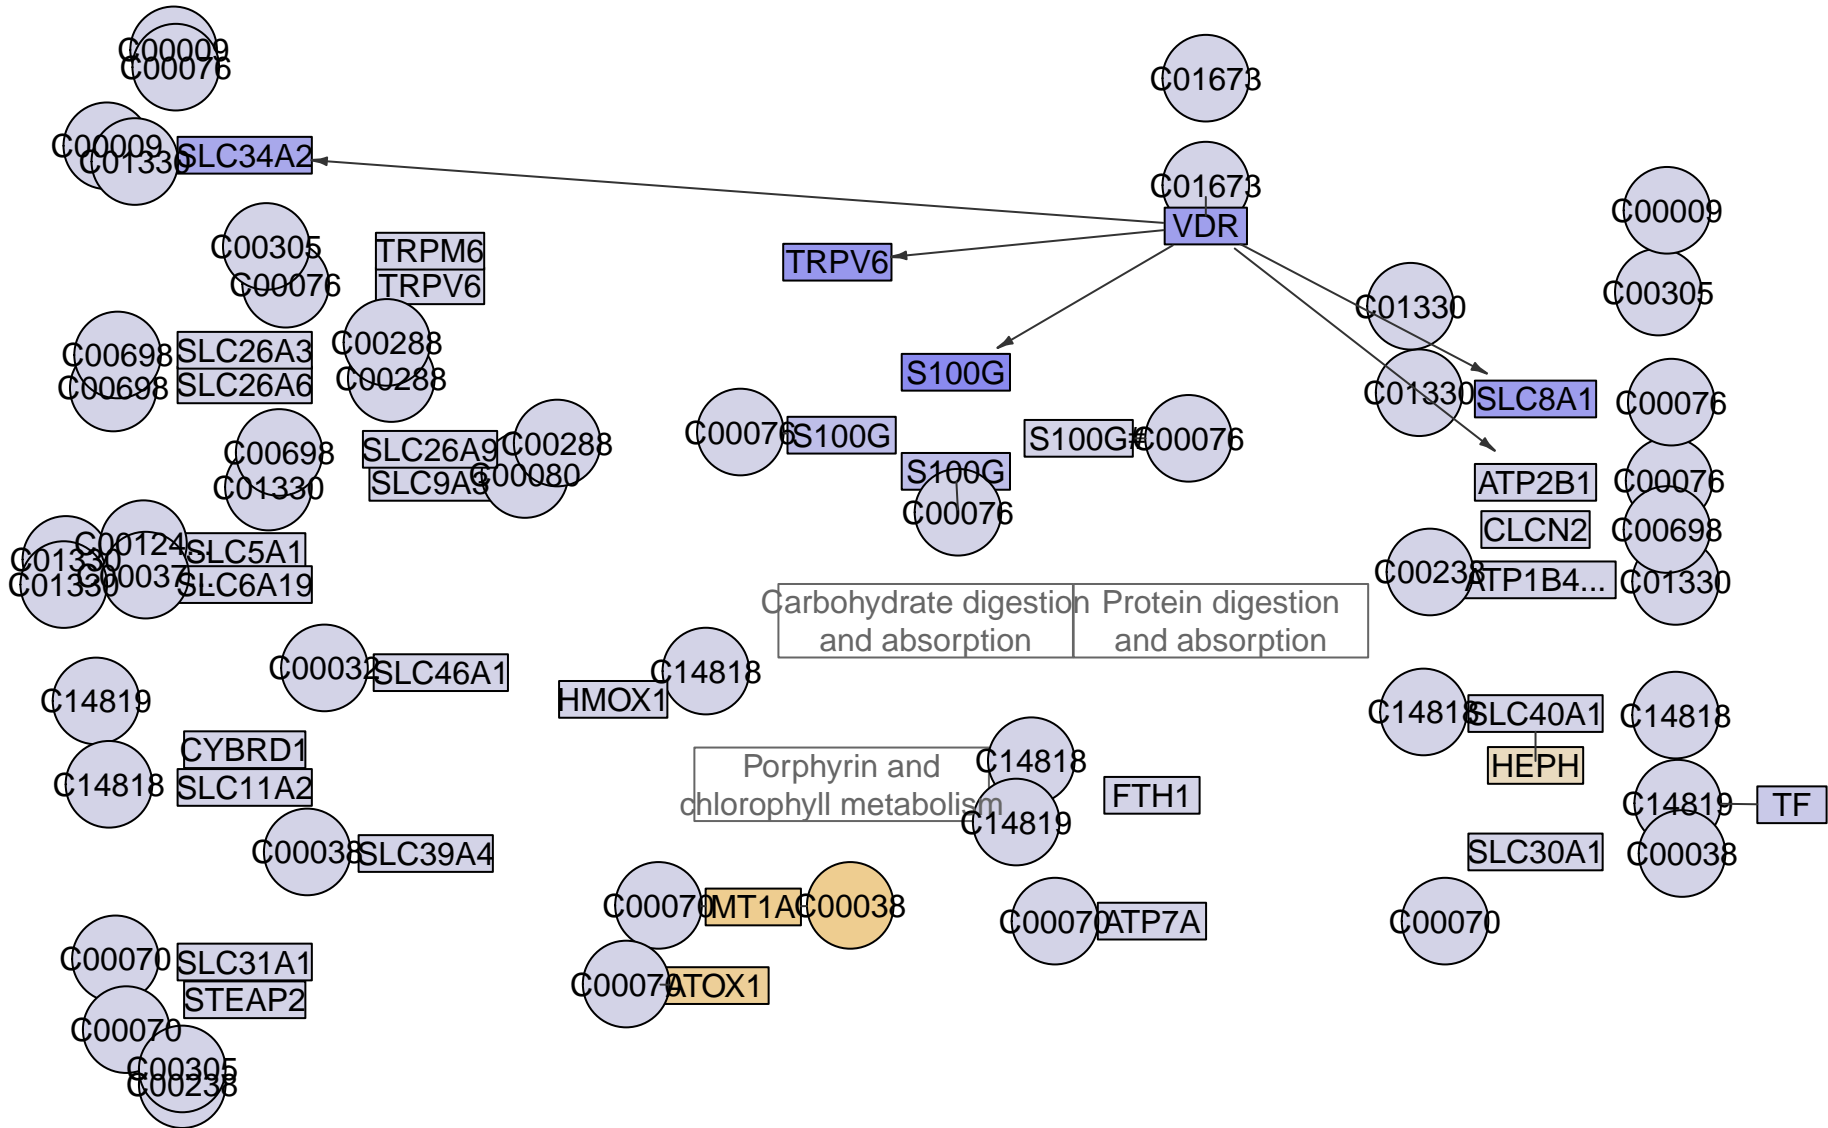 C00009
C00076
C01673
C00009
C01330
SLC34A2
C01673
VDR
C00009
C00305
C00076
TRPM6
TRPV6
TRPV6
C01330
C00305
C00698
C00698
SLC26A3
SLC26A6
C00288
C00288
S100G
C01330
SLC8A1
C00076
C00698
C01330
SLC26A9
SLC9A3
C00288
C00080
C00076
S100G
S100G
C00076
S100G#
C00076
ATP2B1
C00076
CLCN2
C00698
C01330
C01330
C00124...
C00037...
SLC5A1
SLC6A19
C00238
ATP1B4...
C01330
Carbohydrate digestion
and absorption
Protein digestion
and absorption
C00032
SLC46A1
HMOX1
C14818
C14819
C14818
CYBRD1
SLC11A2
C14818
SLC40A1
HEPH
C14818
Porphyrin and
chlorophyll metabolism
C14818
C14819
FTH1
C14819
TF
C00038
SLC39A4
SLC30A1
C00038
C00070
MT1A
C00038
C00070
ATP7A
C00070
C00070
SLC31A1
STEAP2
C00070
ATOX1
C00070
C00305
C00238